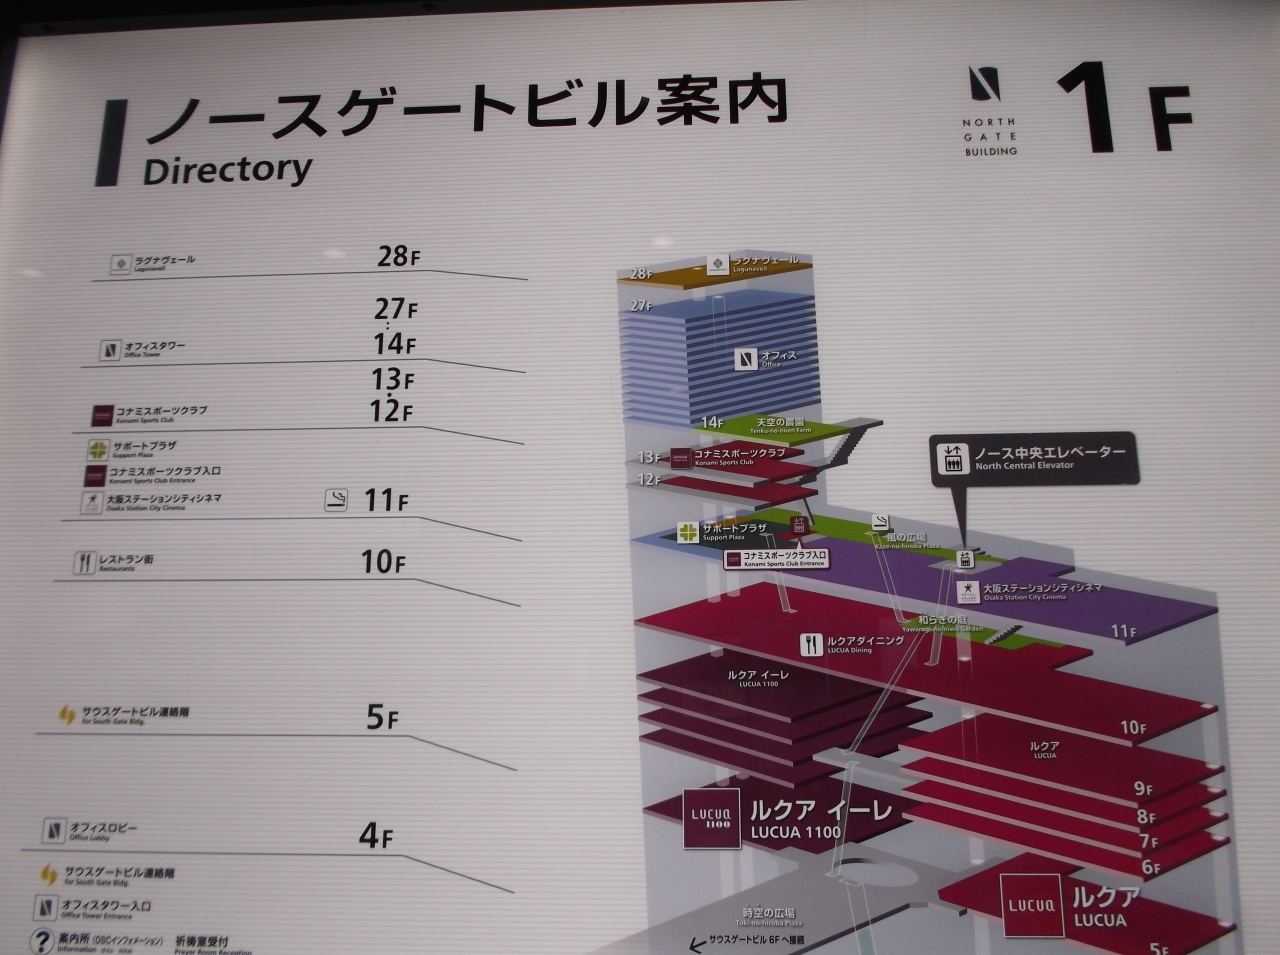 ノースゲートビル案内
Directory
NORTH
GATE
BUILDING
1F
ラグナヴェール
Lagunaveil
28F
27F
オフィスタワー
Office Tower
14F
13F
コナミスポーツクラブ
Konami Sports Club
12F
サポートプラザ
Support Plaza
コナミスポーツクラブ入口
Konami Sports Club Entrance
大阪ステーションシティシネマ
Osaka Station City Cinema
11F
レストラン街
Restaurants
10F
サウスゲートビル連絡階
for South Gate Bldg.
5F
オフィスロビー
Office Lobby
4F
サウスゲートビル連絡階
for South Gate Bldg.
オフィスタワー入口
Office Tower Entrance
?
案内所 (OSCインフォメーション) 祈祷室受付
Information Prayer Room Reception
28F
ラグナヴェール
Lagunaveil
27F
オフィス
Office
14F
天空の農園
Tenku-no-noen Farm
13F
コナミスポーツクラブ
Konami Sports Club
12F
ノース中央エレベーター
North Central Elevator
サポートプラザ
Support Plaza
風の広場
Kaze-no-hiroba Plaza
コナミスポーツクラブ入口
Konami Sports Club Entrance
大阪ステーションシティシネマ
Osaka Station City Cinema
11F
和らぎの庭
Yawaragi-no-niwa Garden
ルクアダイニング
LUCUA Dining
10F
ルクア イーレ
LUCUA 1100
ルクア
LUCUA
9F
8F
7F
6F
LUCUA
1100
ルクア イーレ
LUCUA 1100
LUCUA
ルクア
LUCUA
5F
時空の広場
Toki-no-hiroba Plaza
サウスゲートビル 6F へ接続